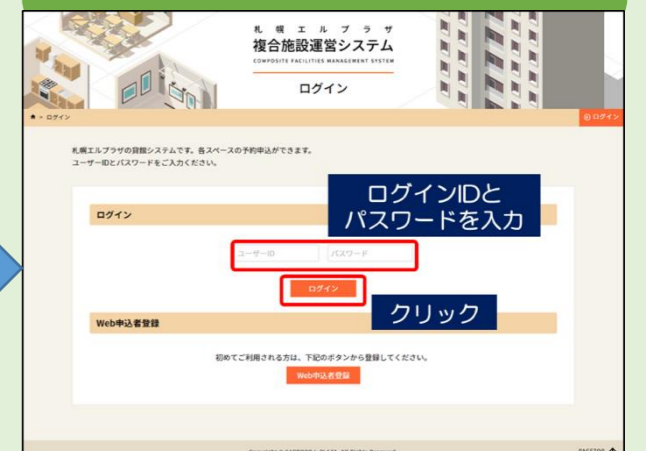 札幌エルプラザ
複合施設運営システム
COMPOSITE FACILITIES MANAGEMENT SYSTEM
ログイン
> ログイン
ログイン
札幌エルプラザの貸館システムです。各スペースの予約申込ができます。
ユーザーIDとパスワードをご入力ください。
ログインIDと
パスワードを入力
ログイン
ユーザーID パスワード
ログイン
クリック
Web申込者登録
初めてご利用される方は、下記のボタンから登録してください。
Web申込者登録
PAGETOP